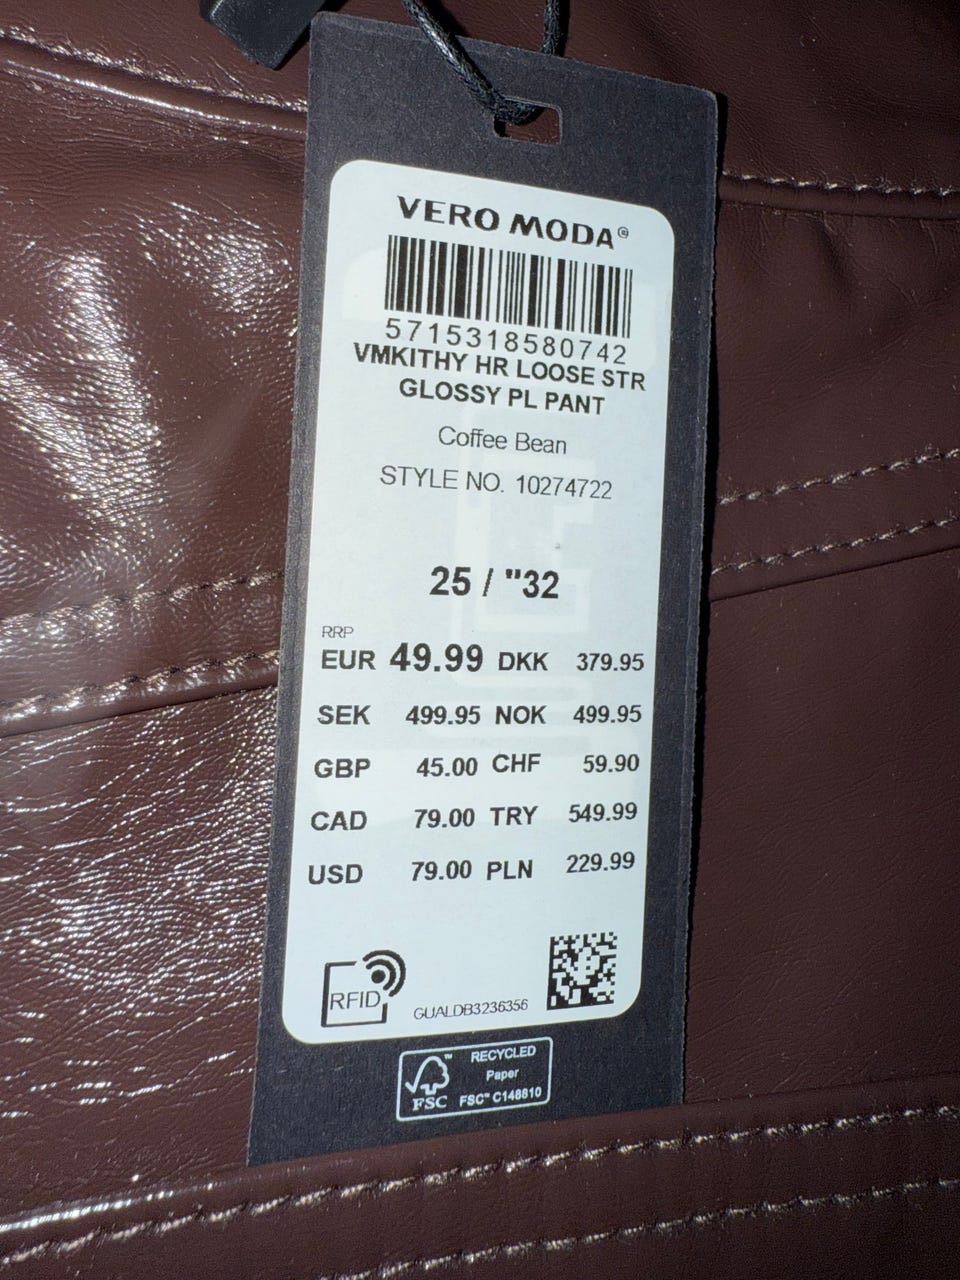 VERO MODA®
5715318580742
VMKITHY HR LOOSE STR
GLOSSY PL PANT
Coffee Bean
STYLE NO. 10274722
25 / "32
RRP
EUR 49.99 DKK 379.95
SEK 499.95 NOK 499.95
GBP 45.00 CHF 59.90
CAD 79.00 TRY 549.99
USD 79.00 PLN 229.99
RFID
GUALDB3236356
FSC™
RECYCLED
Paper
FSC™ C148810